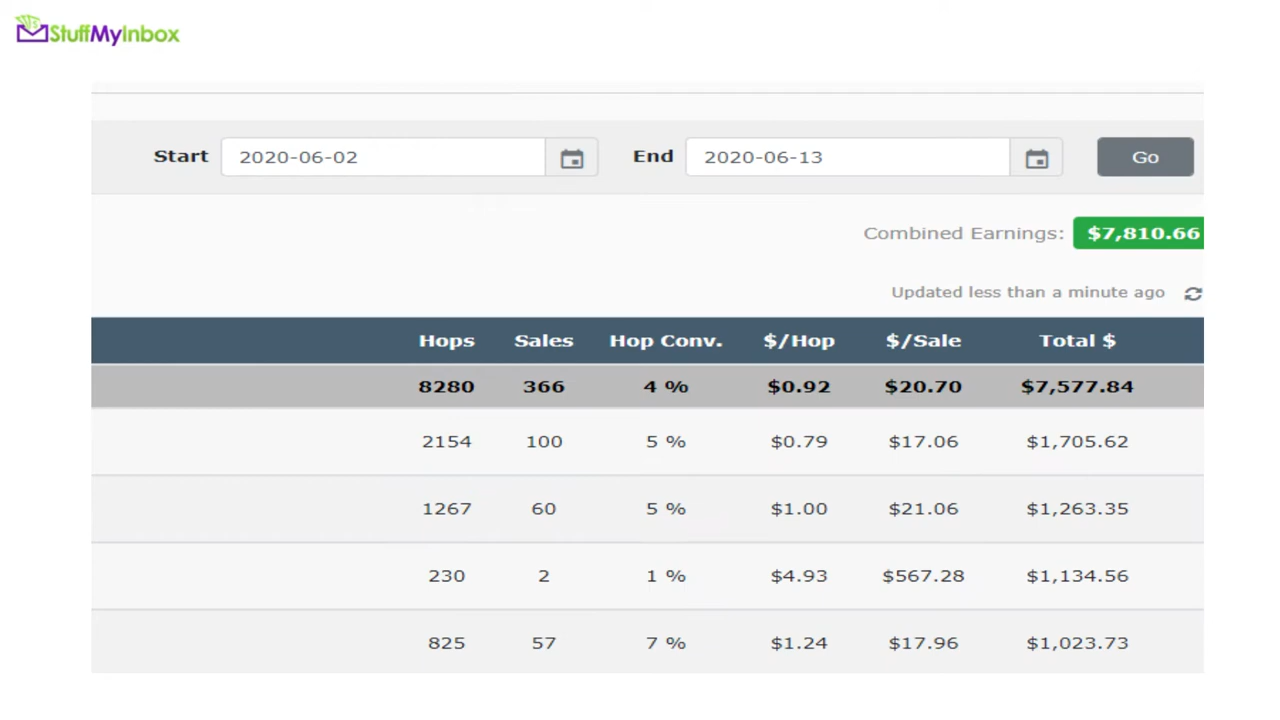 StuffMyInbox
Start 2020-06-02 End 2020-06-13 Go
Combined Earnings: $7,810.66
Updated less than a minute ago
Hops Sales Hop Conv. $/Hop $/Sale Total $
8280 366 4 % $0.92 $20.70 $7,577.84
2154 100 5 % $0.79 $17.06 $1,705.62
1267 60 5 % $1.00 $21.06 $1,263.35
230 2 1 % $4.93 $567.28 $1,134.56
825 57 7 % $1.24 $17.96 $1,023.73